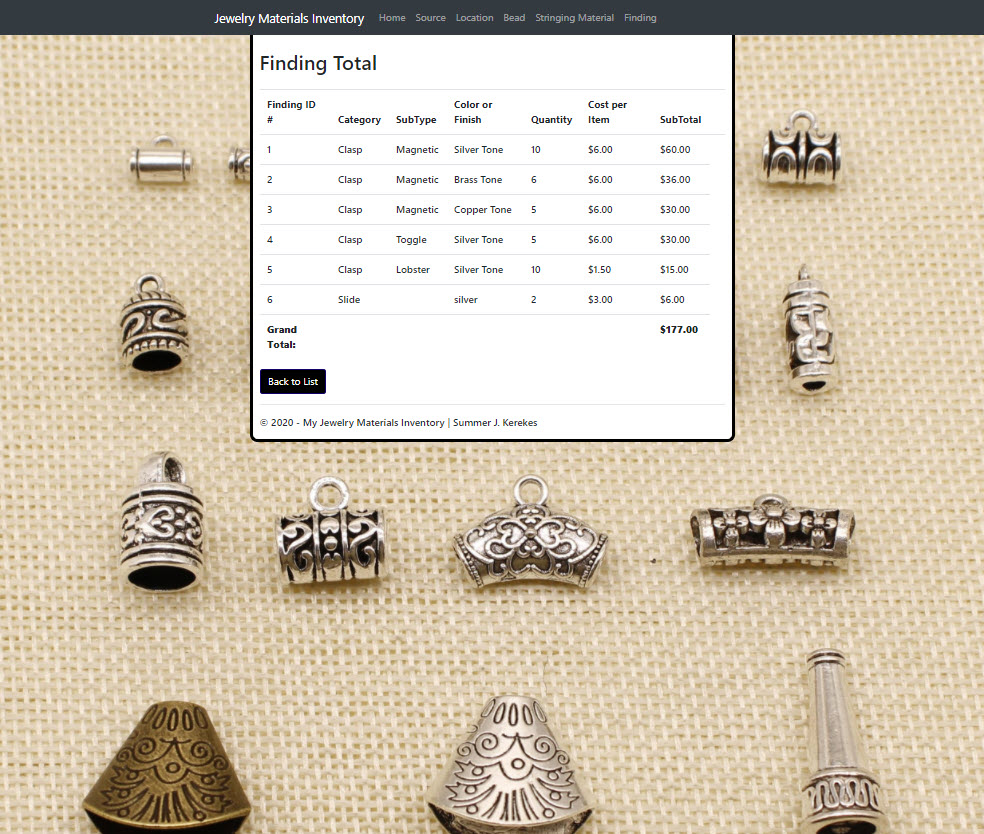 Jewelry Materials Inventory Home Source Location Bead Stringing Material Finding
Finding Total
Finding ID # Category SubType Color or Finish Quantity Cost per Item SubTotal
1 Clasp Magnetic Silver Tone 10 $6.00 $60.00
2 Clasp Magnetic Brass Tone 6 $6.00 $36.00
3 Clasp Magnetic Copper Tone 5 $6.00 $30.00
4 Clasp Toggle Silver Tone 5 $6.00 $30.00
5 Clasp Lobster Silver Tone 10 $1.50 $15.00
6 Slide silver 2 $3.00 $6.00
Grand Total: $177.00
Back to List
© 2020 - My Jewelry Materials Inventory | Summer J. Kerekes